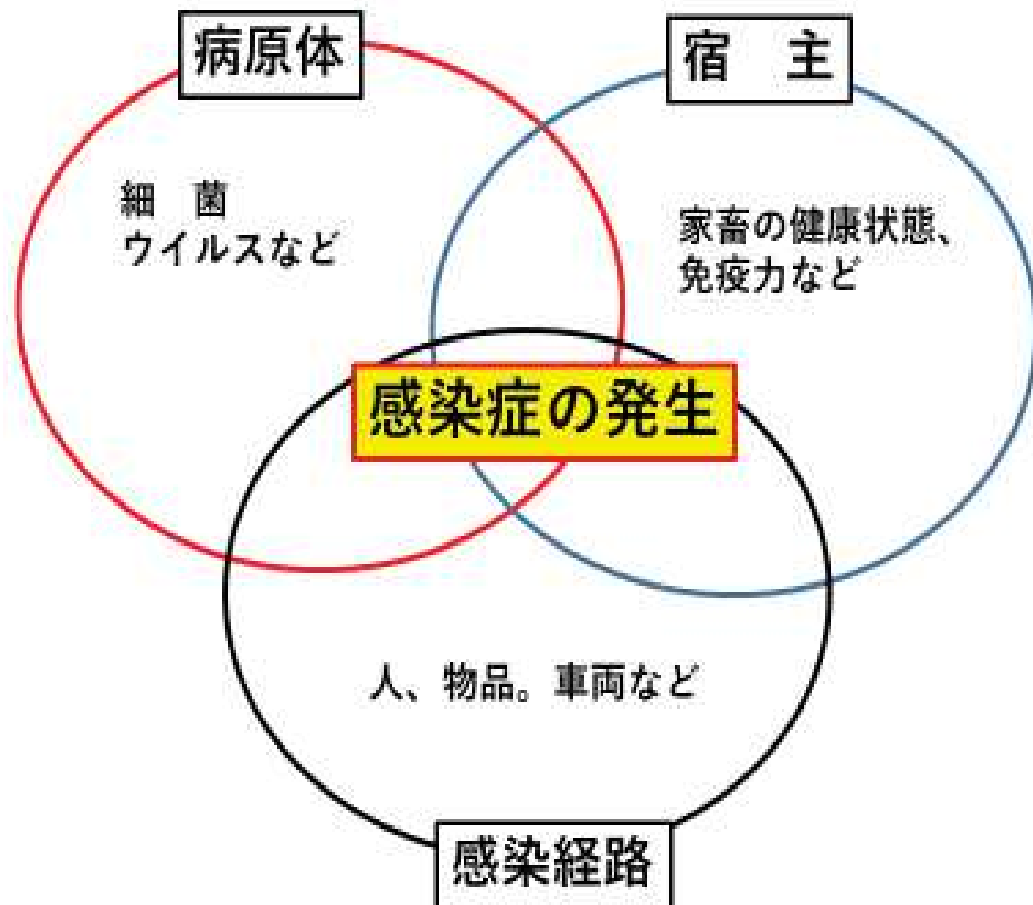 病原体
宿　主
細　菌
ウイルスなど
家畜の健康状態、
免疫力など
感染症の発生
人、物品。車両など
感染経路